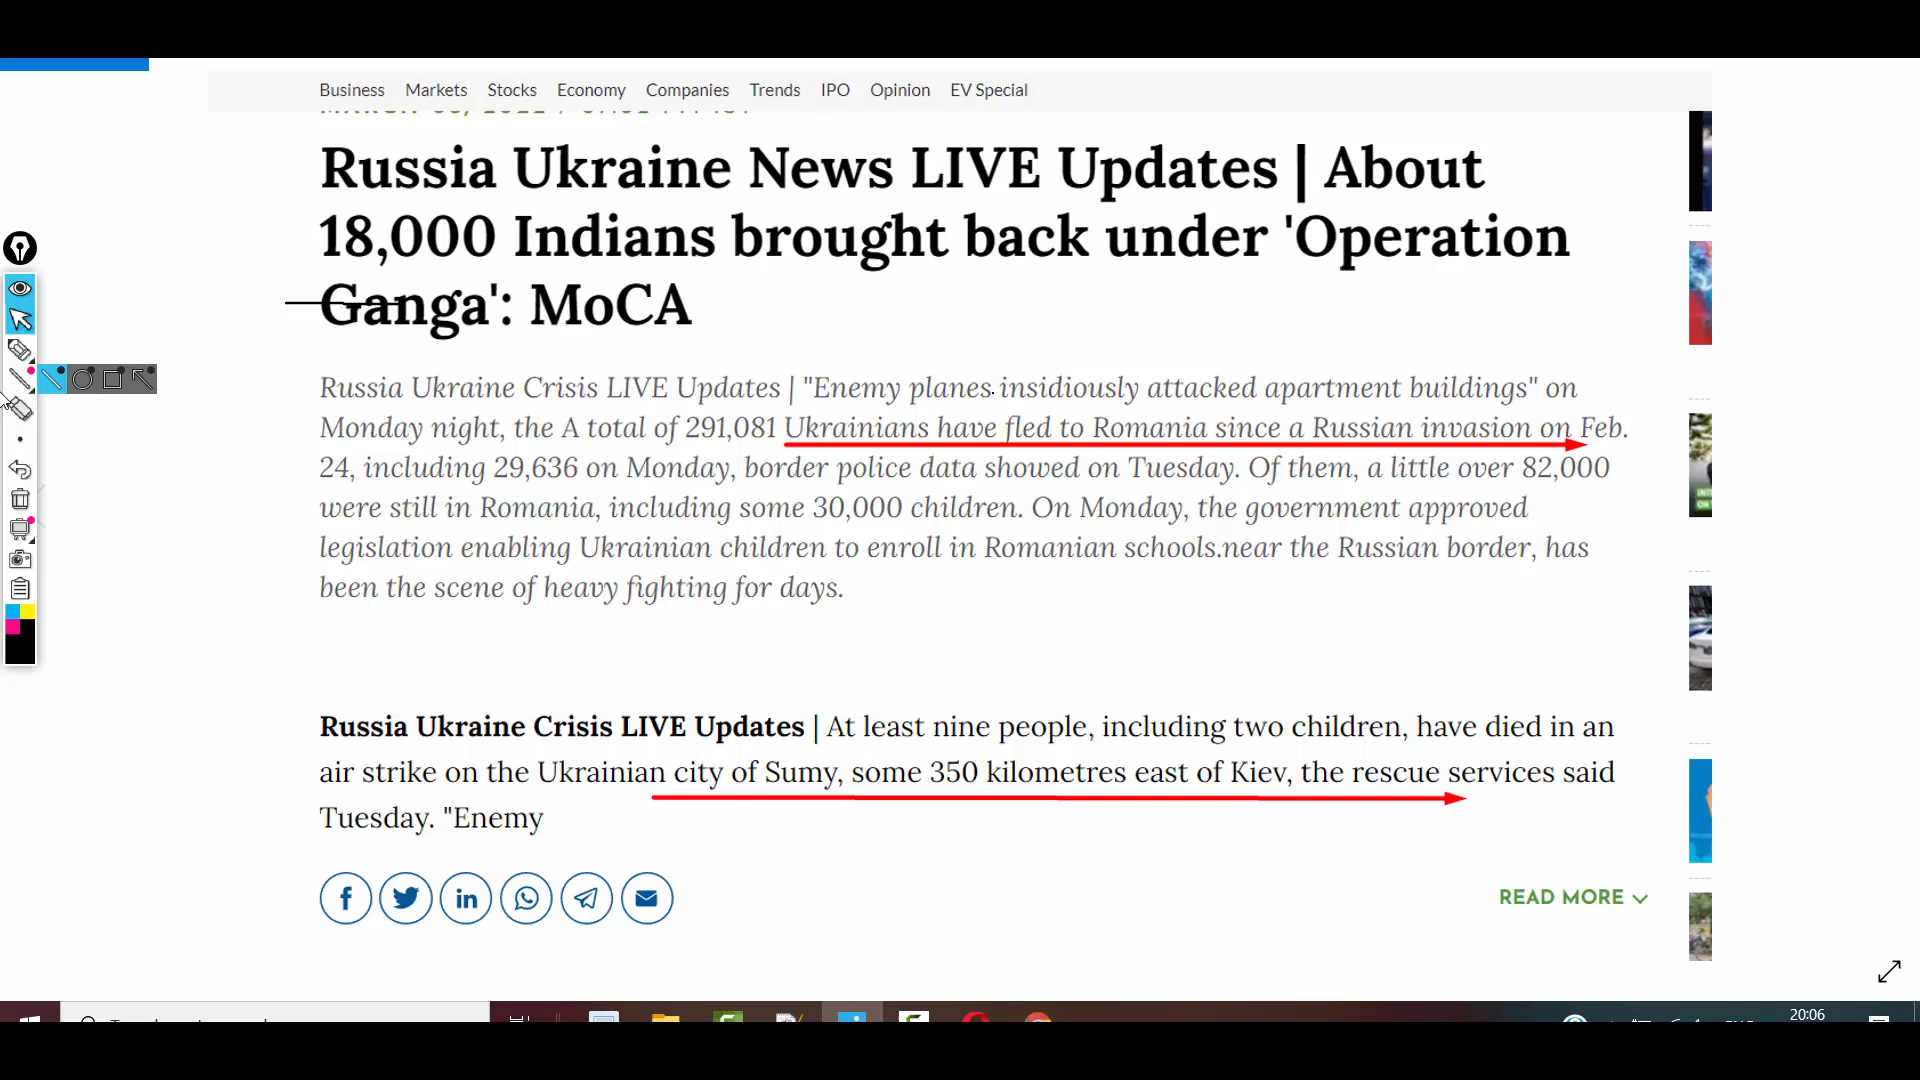 Business Markets Stocks Economy Companies Trends IPO Opinion EV Special
Russia Ukraine News LIVE Updates | About
18,000 Indians brought back under 'Operation
Ganga': MoCA
Russia Ukraine Crisis LIVE Updates | "Enemy planes insidiously attacked apartment buildings" on
Monday night, the A total of 291,081 Ukrainians have fled to Romania since a Russian invasion on Feb.
24, including 29,636 on Monday, border police data showed on Tuesday. Of them, a little over 82,000
were still in Romania, including some 30,000 children. On Monday, the government approved
legislation enabling Ukrainian children to enroll in Romanian schools.near the Russian border, has
been the scene of heavy fighting for days.
Russia Ukraine Crisis LIVE Updates | At least nine people, including two children, have died in an
air strike on the Ukrainian city of Sumy, some 350 kilometres east of Kiev, the rescue services said
Tuesday. "Enemy
READ MORE
20:06